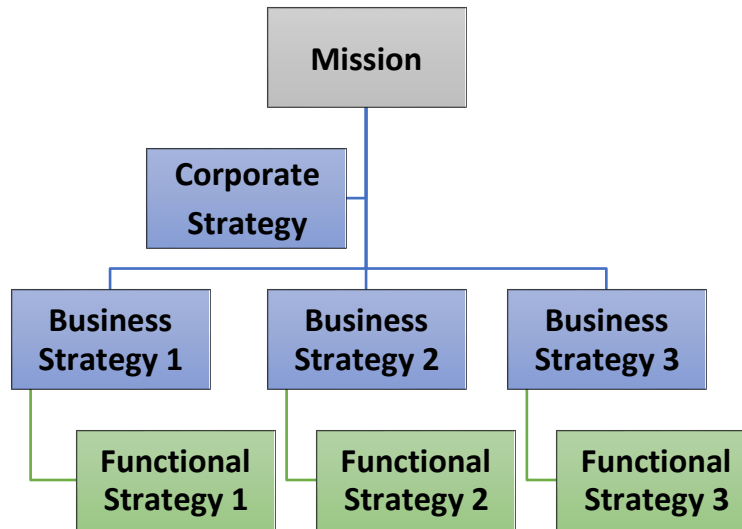 Mission
Corporate
Strategy
Business
Strategy 1
Business
Strategy 2
Business
Strategy 3
Functional
Strategy 1
Functional
Strategy 2
Functional
Strategy 3